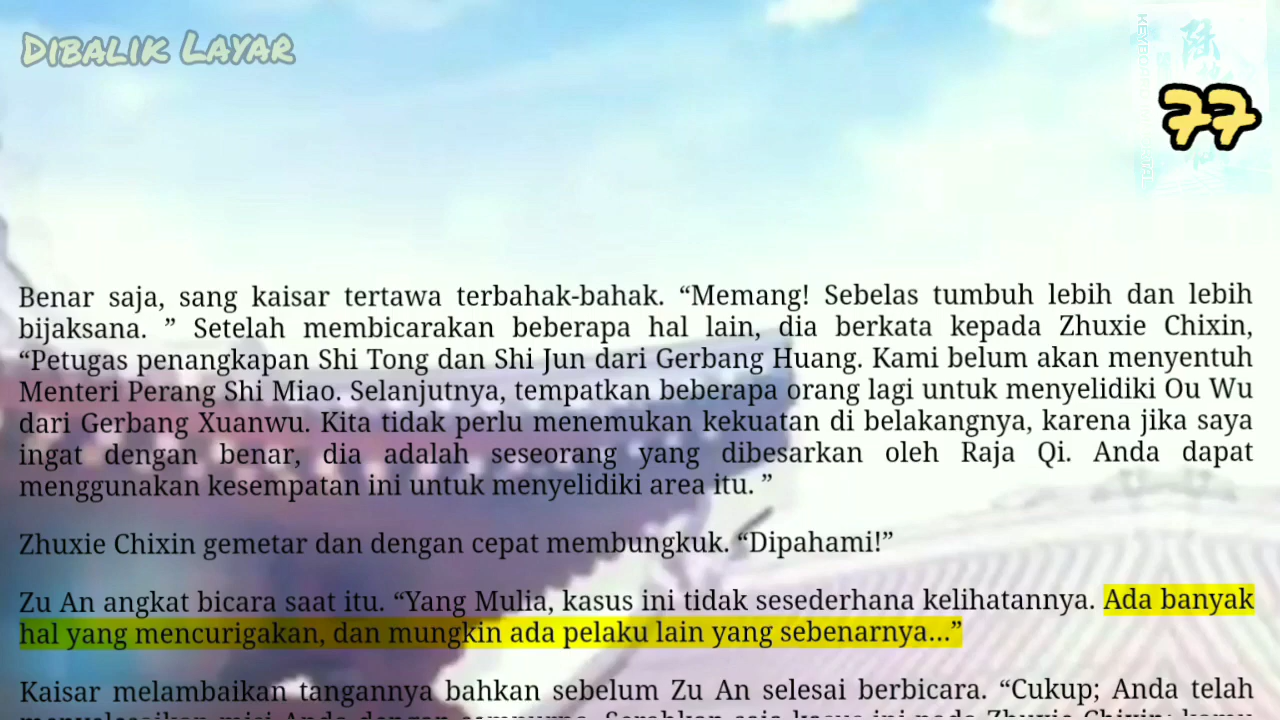 Dibalik Layar
77
Benar saja, sang kaisar tertawa terbahak-bahak. “Memang! Sebelas tumbuh lebih dan lebih
bijaksana. ” Setelah membicarakan beberapa hal lain, dia berkata kepada Zhuxie Chixin,
“Petugas penangkapan Shi Tong dan Shi Jun dari Gerbang Huang. Kami belum akan menyentuh
Menteri Perang Shi Miao. Selanjutnya, tempatkan beberapa orang lagi untuk menyelidiki Ou Wu
dari Gerbang Xuanwu. Kita tidak perlu menemukan kekuatan di belakangnya, karena jika saya
ingat dengan benar, dia adalah seseorang yang dibesarkan oleh Raja Qi. Anda dapat
menggunakan kesempatan ini untuk menyelidiki area itu. ”
Zhuxie Chixin gemetar dan dengan cepat membungkuk. “Dipahami!”
Zu An angkat bicara saat itu. “Yang Mulia, kasus ini tidak sesederhana kelihatannya. Ada banyak
hal yang mencurigakan, dan mungkin ada pelaku lain yang sebenarnya...”
Kaisar melambaikan tangannya bahkan sebelum Zu An selesai berbicara. “Cukup; Anda telah